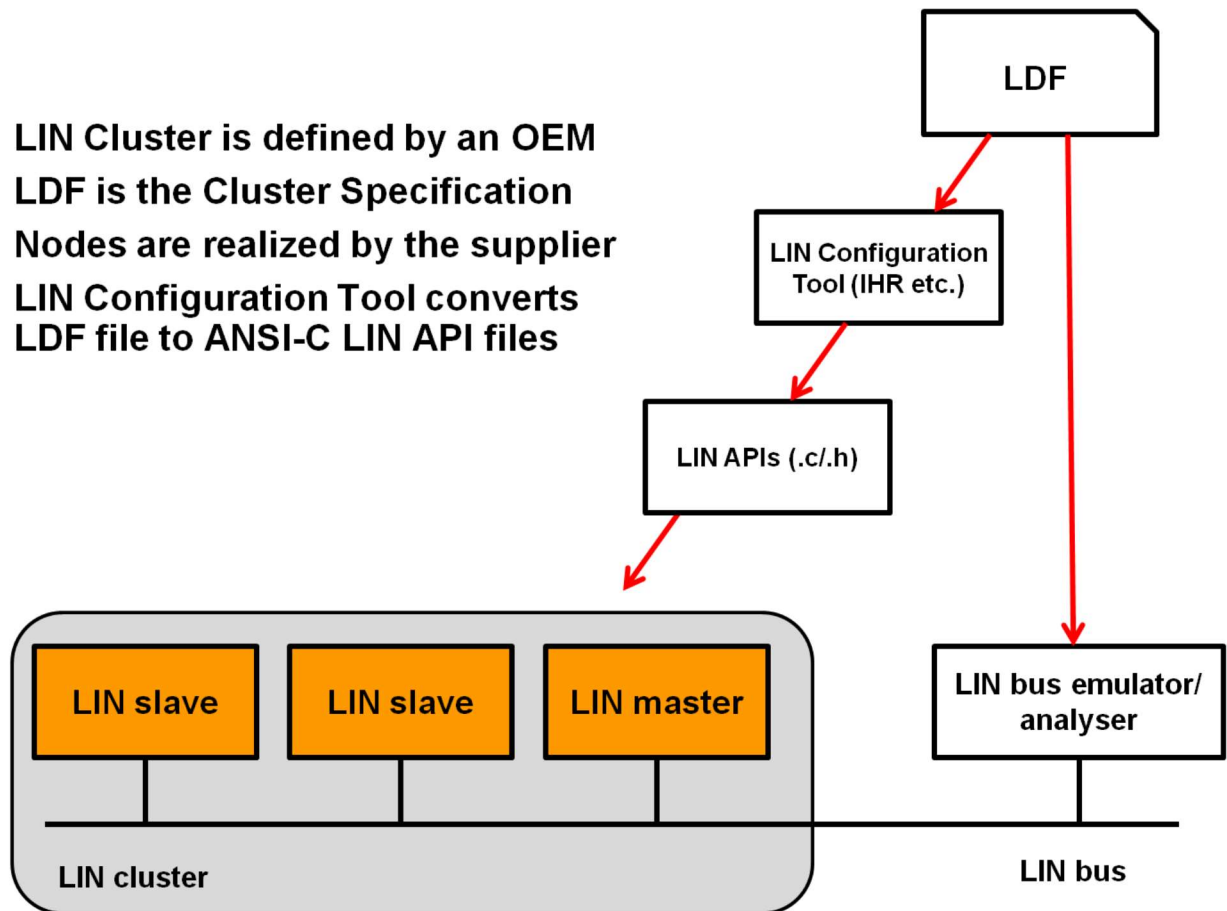 LDF
LIN Cluster is defined by an OEM
LDF is the Cluster Specification
Nodes are realized by the supplier
LIN Configuration Tool converts
LDF file to ANSI-C LIN API files
LIN Configuration
Tool (IHR etc.)
LIN APIs (.c/.h)
LIN slave
LIN slave
LIN master
LIN bus emulator/
analyser
LIN cluster
LIN bus